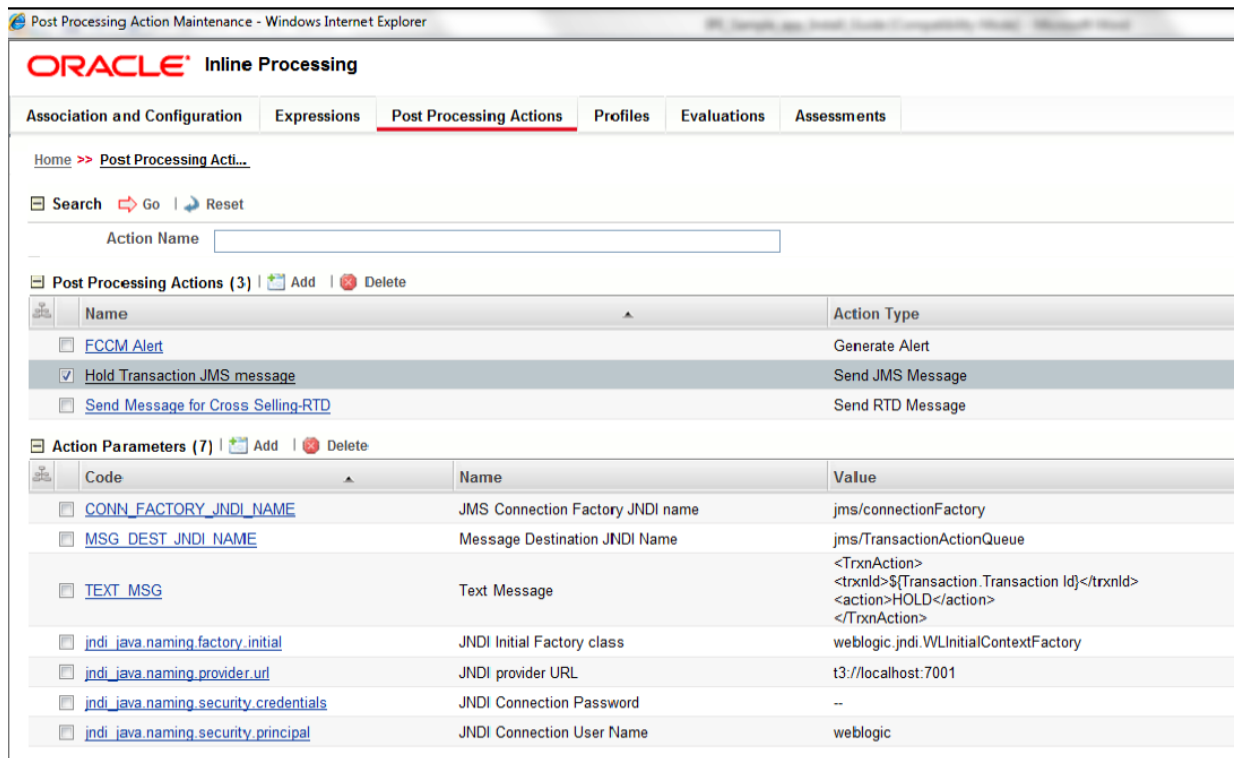 Post Processing Action Maintenance - Windows Internet Explorer
ORACLE Inline Processing
Association and Configuration Expressions Post Processing Actions Profiles Evaluations Assessments
Home >> Post Processing Acti...
Search Go | Reset
Action Name
Post Processing Actions (3) | Add | Delete
Name Action Type
FCCM Alert Generate Alert
Hold Transaction JMS message Send JMS Message
Send Message for Cross Selling-RTD Send RTD Message
Action Parameters (7) | Add | Delete
Code Name Value
CONN_FACTORY_JNDI_NAME JMS Connection Factory JNDI name jms/connectionFactory
MSG_DEST_JNDI_NAME Message Destination JNDI Name jms/TransactionActionQueue
TEXT_MSG Text Message <TrxnAction>
<trxnId>${Transaction.Transaction Id}</trxnId>
<action>HOLD</action>
</TrxnAction>
jndi_java.naming.factory.initial JNDI Initial Factory class weblogic.jndi.WLInitialContextFactory
jndi_java.naming.provider.url JNDI provider URL t3://localhost:7001
jndi_java.naming.security.credentials JNDI Connection Password --
jndi_java.naming.security.principal JNDI Connection User Name weblogic